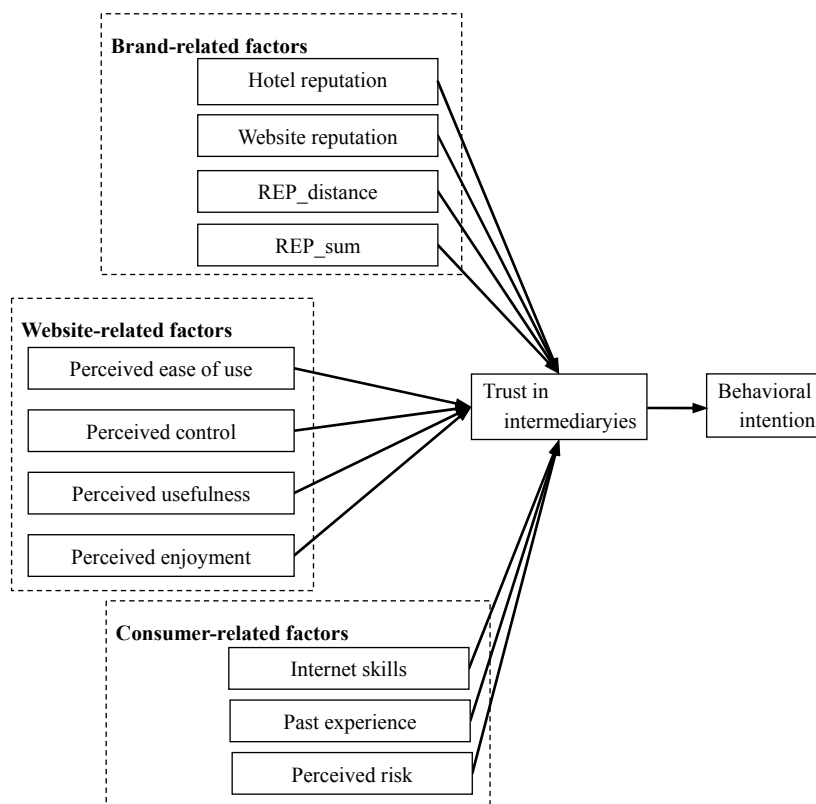 Brand-related factors
Hotel reputation
Website reputation
REP_distance
REP_sum
Website-related factors
Perceived ease of use
Perceived control
Perceived usefulness
Perceived enjoyment
Trust in
intermediaryies
Behavioral
intention
Consumer-related factors
Internet skills
Past experience
Perceived risk